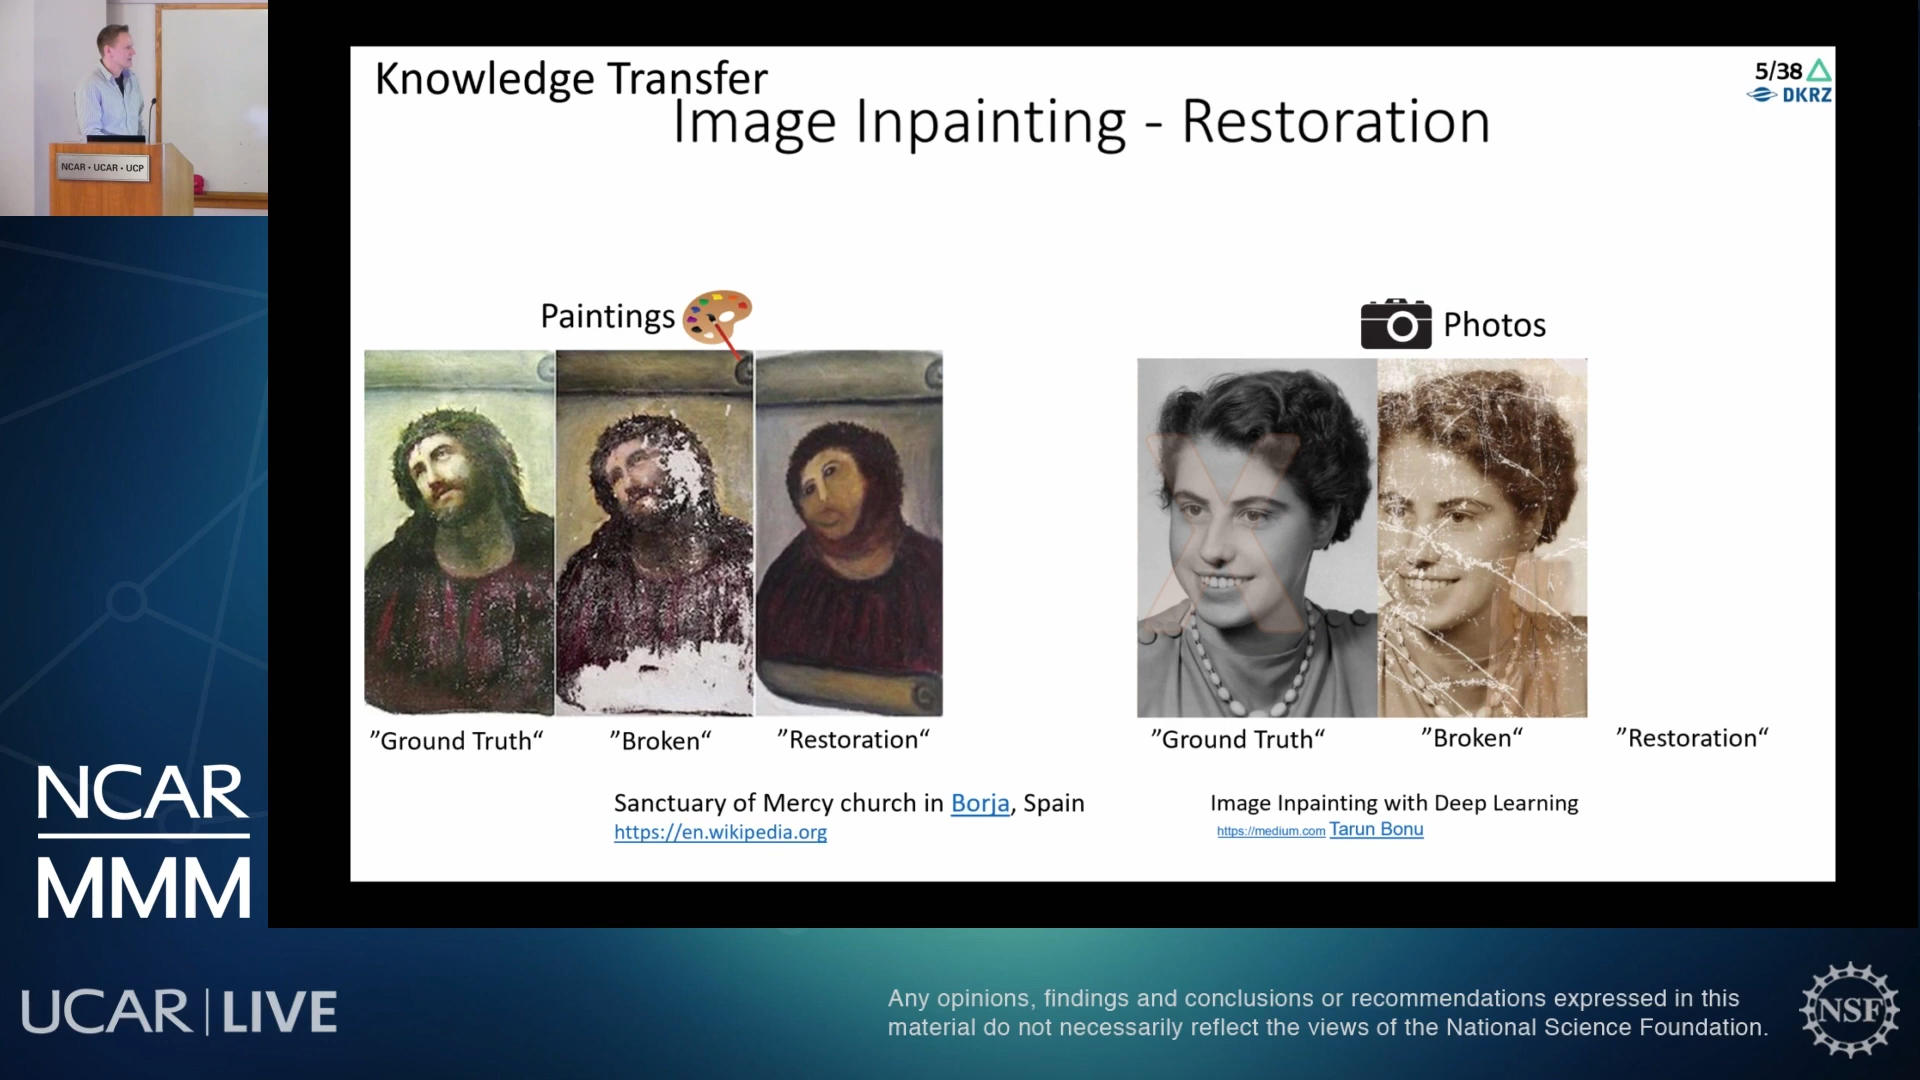 NCAR • UCAR • UCP
Knowledge Transfer
5/38
DKRZ
Image Inpainting - Restoration
Paintings
Photos
”Ground Truth“ ”Broken“ ”Restoration“
”Ground Truth“ ”Broken“ ”Restoration“
Sanctuary of Mercy church in Borja, Spain
https://en.wikipedia.org
Image Inpainting with Deep Learning
https://medium.com Tarun Bonu
NCAR
MMM
UCAR | LIVE
Any opinions, findings and conclusions or recommendations expressed in this
material do not necessarily reflect the views of the National Science Foundation.
NSF